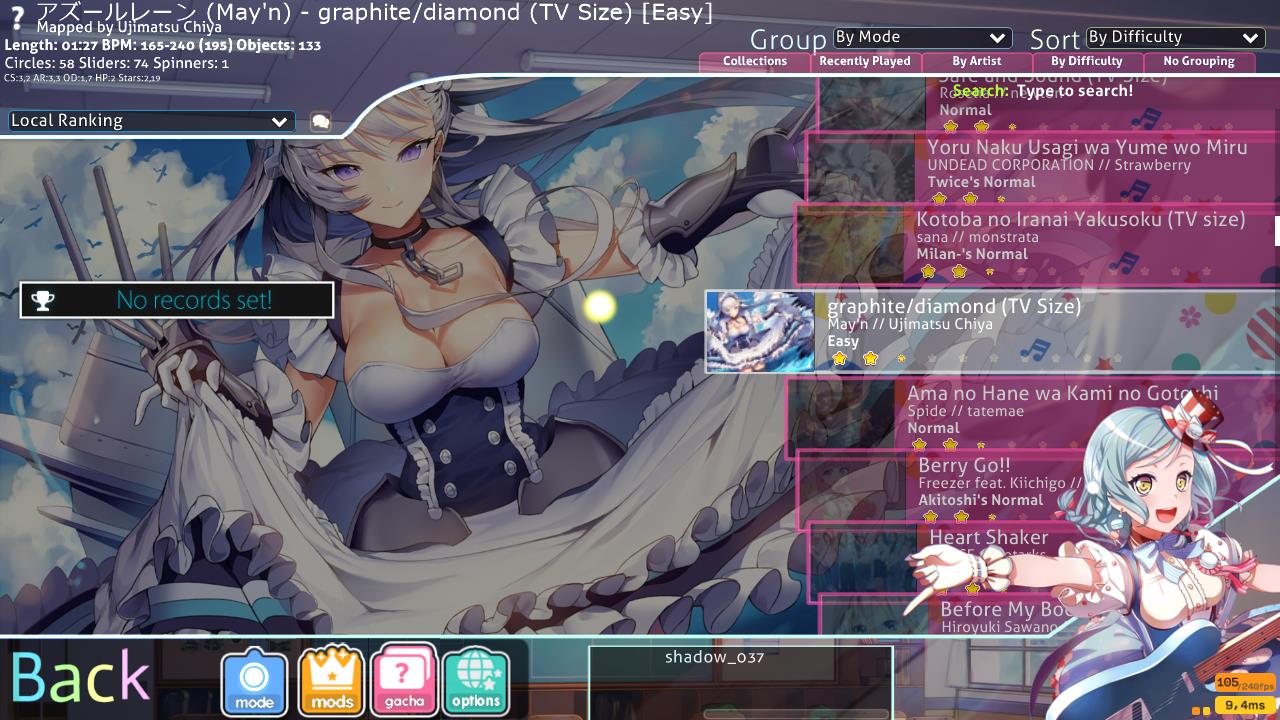 ?
アズールレーン (May'n) - graphite/diamond (TV Size) [Easy]
Mapped by Ujimatsu Chiya
Length: 01:27 BPM: 165-240 (195) Objects: 133
Circles: 58 Sliders: 74 Spinners: 1
CS:3,2 AR:3,3 OD:1,7 HP:2 Stars:2,19
Group By Mode
Sort By Difficulty
Collections
Recently Played
By Artist
By Difficulty
No Grouping
Local Ranking
Search: Type to search!
Safe and Sound (TV Size)
Normal
Yoru Naku Usagi wa Yume wo Miru
UNDEAD CORPORATION // Strawberry
Twice's Normal
Kotoba no Iranai Yakusoku (TV size)
sana // monstrata
Milan-'s Normal
No records set!
graphite/diamond (TV Size)
May'n // Ujimatsu Chiya
Easy
Ama no Hane wa Kami no
Spide // tatemae
Normal
Berry Go!!
Freezer feat. Kiichigo //
Akitoshi's Normal
Heart Shaker
Before My
Hiroyuki Sawano
Back
mode
mods
?
gacha
options
shadow_037
105/240fps
9,4ms